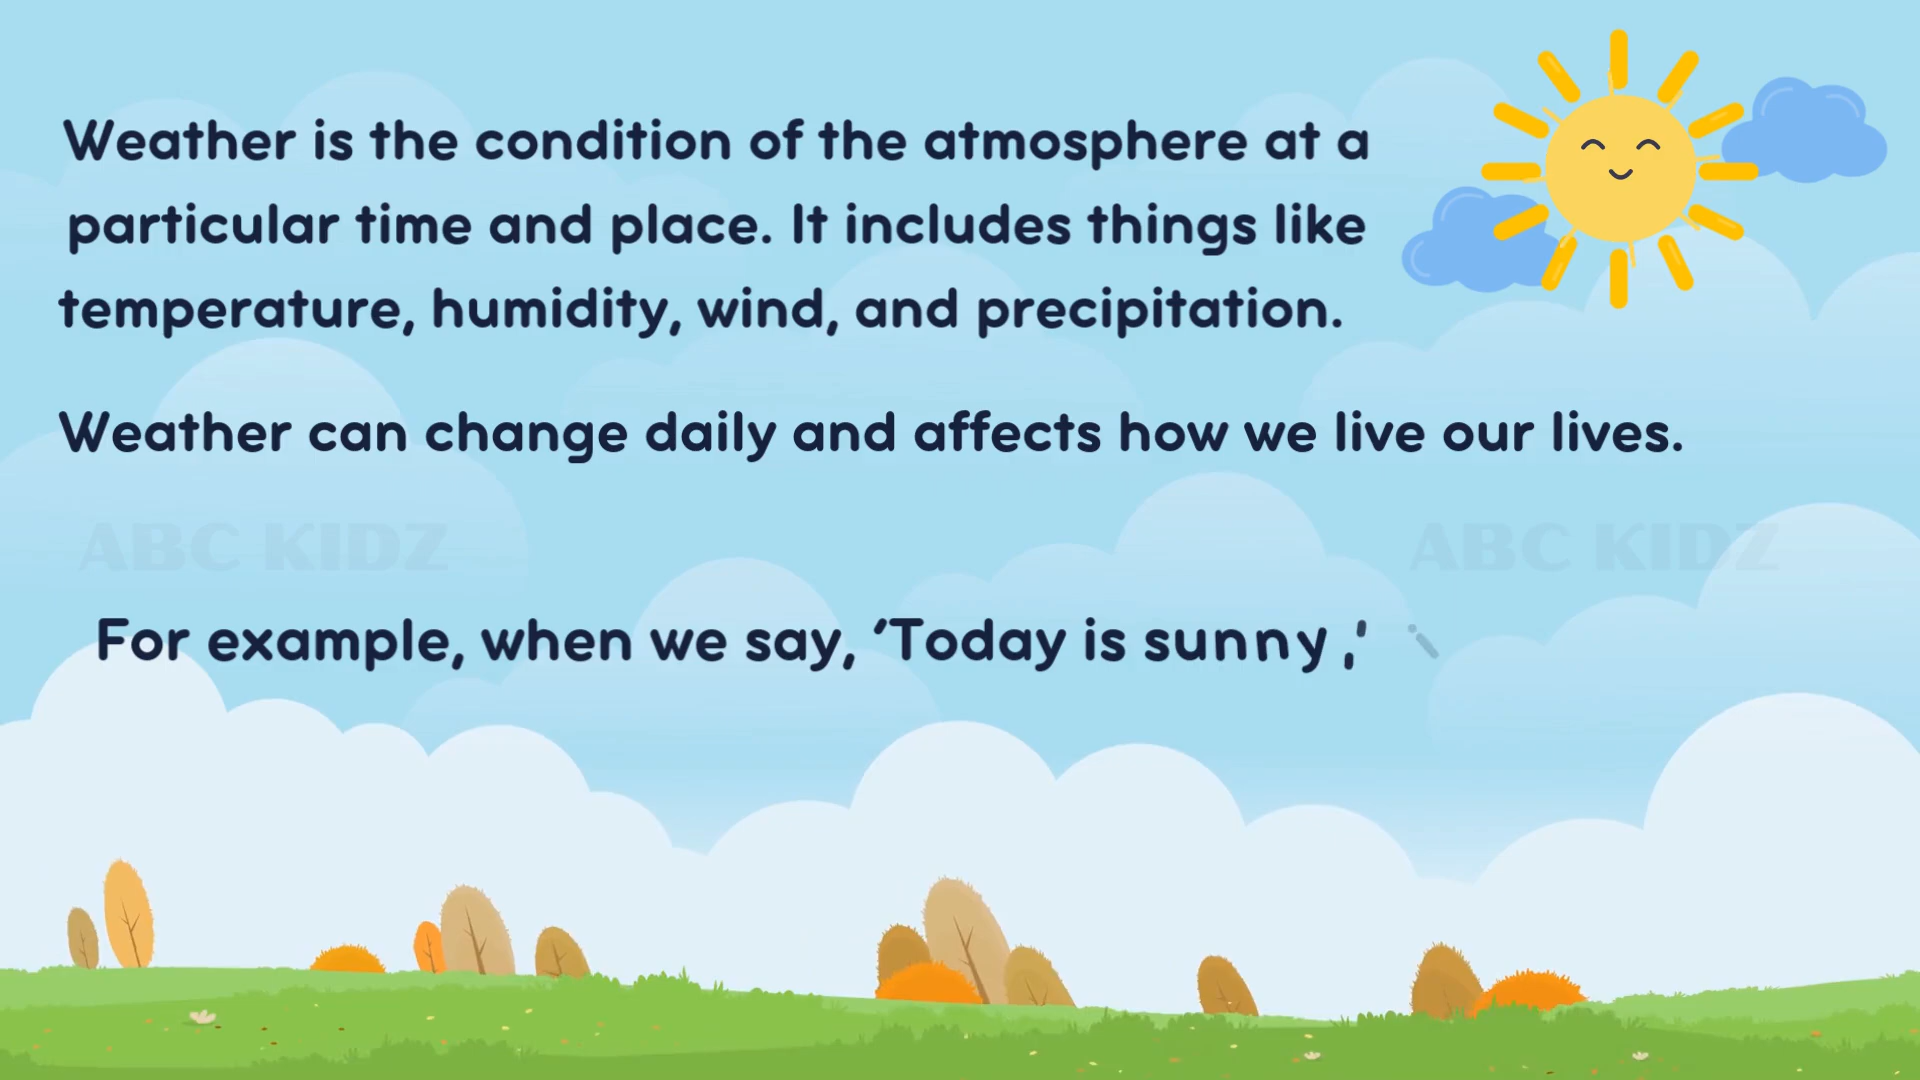 Weather is the condition of the atmosphere at a
particular time and place. It includes things like
temperature, humidity, wind, and precipitation.
Weather can change daily and affects how we live our lives.
ABC KIDZ
ABC KIDZ
For example, when we say, ‘Today is sunny ,’